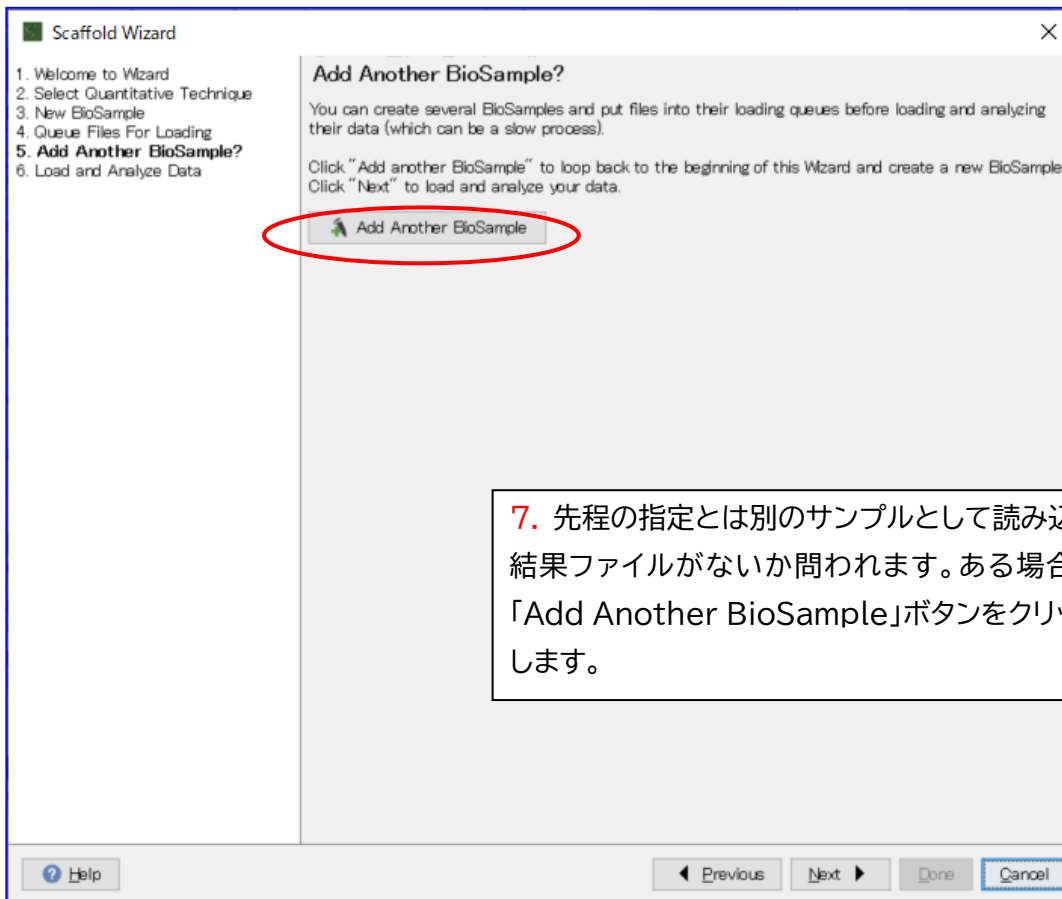 Scaffold Wizard
1. Welcome to Wizard
2. Select Quantitative Technique
3. New BioSample
4. Queue Files For Loading
5. Add Another BioSample?
6. Load and Analyze Data
Add Another BioSample?
You can create several BioSamples and put files into their loading queues before loading and analyzing
their data (which can be a slow process).
Click "Add another BioSample" to loop back to the beginning of this Wizard and create a new BioSample
Click "Next" to load and analyze your data.
Add Another BioSample
7. 先程の指定とは別のサンプルとして読み込
結果ファイルがないか問われます。ある場合
「Add Another BioSample」ボタンをクリッ
します。
Help
Previous
Next
Done
Cancel